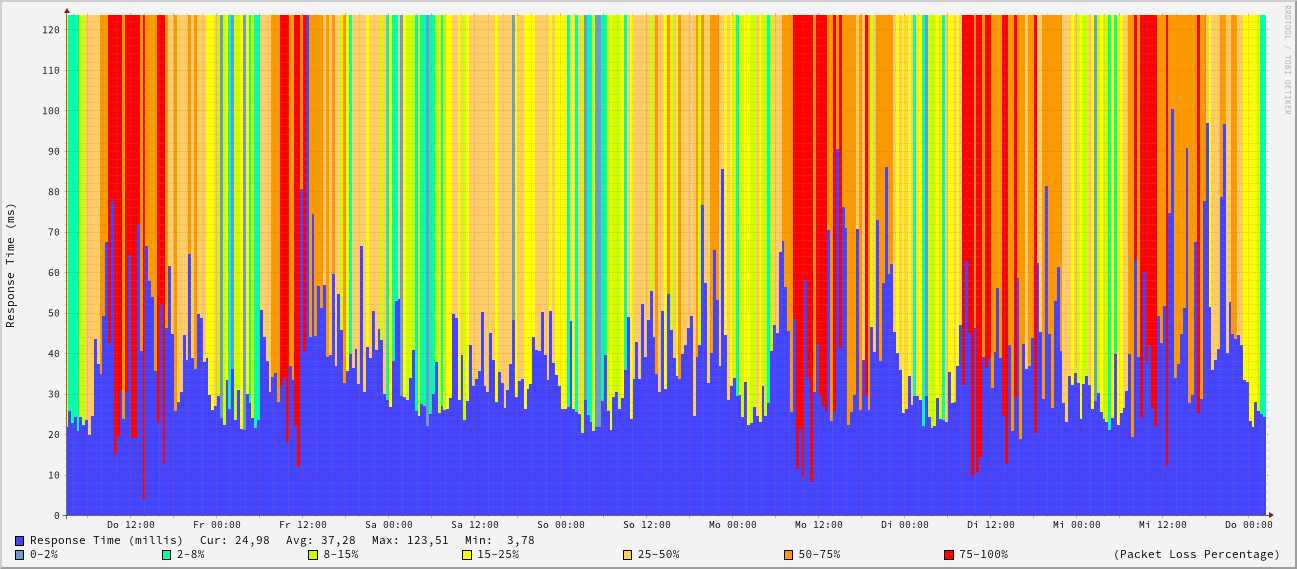 RRDTOOL / TOBI OETIKER
Response Time (ms)
120
110
100
90
80
70
60
50
40
30
20
10
0
Do 12:00 Fr 00:00 Fr 12:00 Sa 00:00 Sa 12:00 So 00:00 So 12:00 Mo 00:00 Mo 12:00 Di 00:00 Di 12:00 Mi 00:00 Mi 12:00 Do 00:00
Response Time (millis) Cur: 24,98 Avg: 37,28 Max: 123,51 Min: 3,78
0-2% 2-8% 8-15% 15-25% 25-50% 50-75% 75-100% (Packet Loss Percentage)